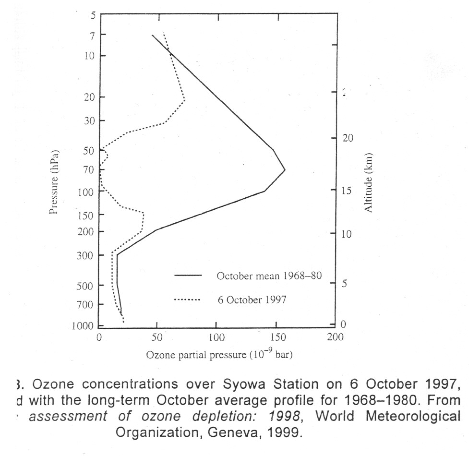 5
7
10
20
30
50
70
100
150
200
300
500
700
1000
Pressure (hPa)
20
15
10
5
0
Altitude (km)
October mean 1968–80
6 October 1997
0
50
100
150
200
Ozone partial pressure (10⁻⁹ bar)
3. Ozone concentrations over Syowa Station on 6 October 1997,
d with the long-term October average profile for 1968–1980. From
assessment of ozone depletion: 1998, World Meteorological
Organization, Geneva, 1999.